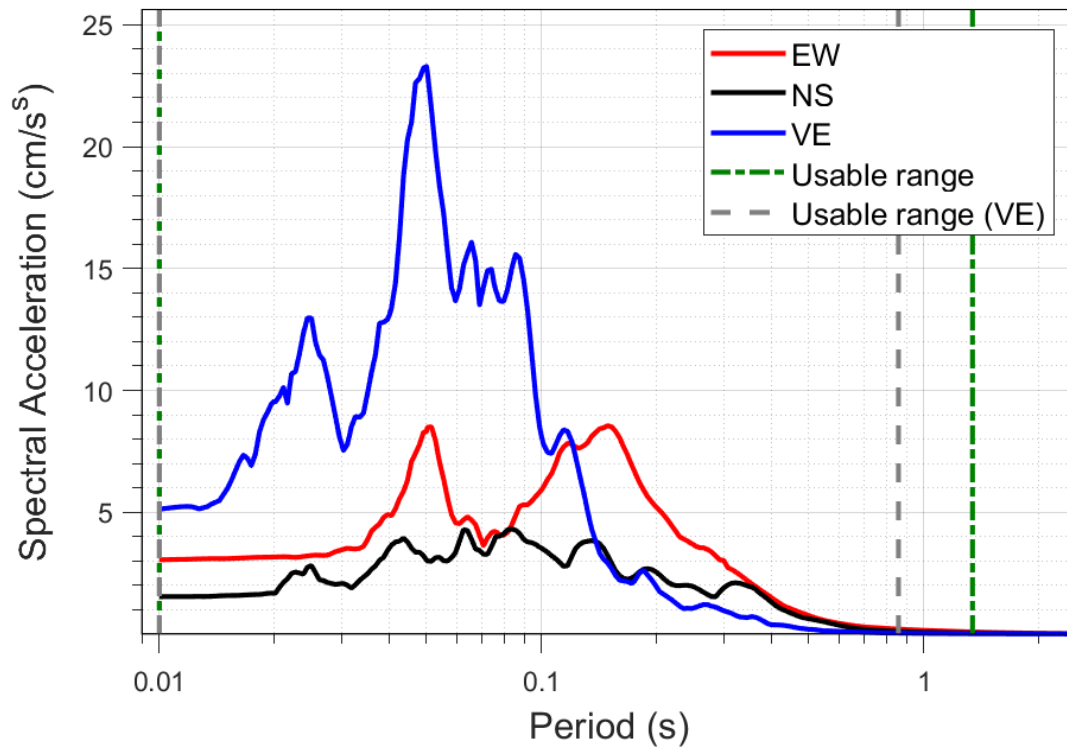 25
20
15
10
5
Spectral Acceleration (cm/s^s)
EW
NS
VE
Usable range
Usable range (VE)
0.01
0.1
1
Period (s)